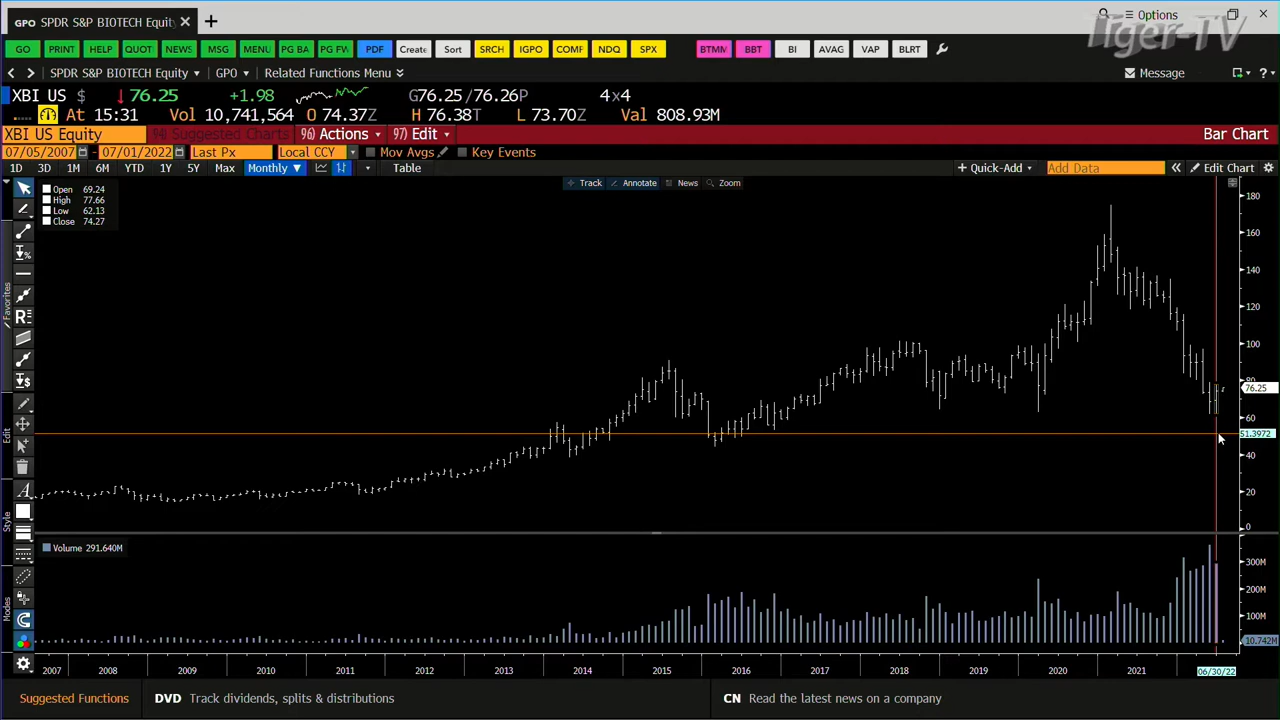 GPO SPDR S&P BIOTECH Equity
Options
Tiger-TV
GO PRINT HELP QUOT NEWS MSG MENU PG BA PG FW PDF Create Sort SRCH IGPO COMF NDQ SPX BTMM BBT BI AVAG VAP BLRT
SPDR S&P BIOTECH Equity GPO Related Functions Menu Message
XBI US $ 76.25 +1.98 G76.25/76.26P 4x4
At 15:31 Vol 10,741,564 O 74.37Z H 76.38T L 73.70Z Val 808.93M
XBI US Equity 94) Suggested Charts 96) Actions 97) Edit Bar Chart
07/05/2007 - 07/01/2022 Last Px Local CCY Mov Avgs Key Events
1D 3D 1M 6M YTD 1Y 5Y Max Monthly Table + Quick-Add Add Data Edit Chart
Track Annotate News Zoom
Open 69.24
High 77.66
Low 62.13
Close 74.27
Favorites
Edit
Style
Modes
180
160
140
120
100
80
76.25
60
51.3972
40
20
0
Volume 291.640M
300M
200M
100M
10.742M
2007 2008 2009 2010 2011 2012 2013 2014 2015 2016 2017 2018 2019 2020 2021 06/30/22
Suggested Functions DVD Track dividends, splits & distributions CN Read the latest news on a company